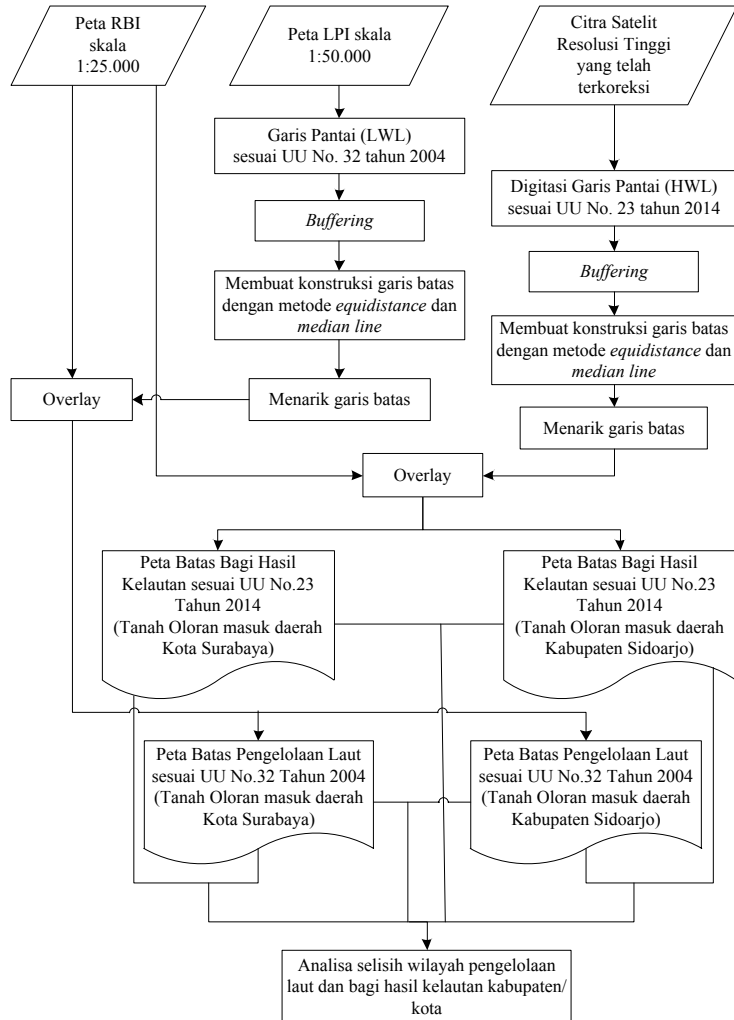 Peta RBI
skala
1:25.000
Peta LPI skala
1:50.000
Citra Satelit
Resolusi Tinggi
yang telah
terkoreksi
Garis Pantai (LWL)
sesuai UU No. 32 tahun 2004
Digitasi Garis Pantai (HWL)
sesuai UU No. 23 tahun 2014
Buffering
Buffering
Membuat konstruksi garis batas
dengan metode equidistance dan
median line
Membuat konstruksi garis batas
dengan metode equidistance dan
median line
Overlay
Menarik garis batas
Menarik garis batas
Overlay
Peta Batas Bagi Hasil
Kelautan sesuai UU No.23
Tahun 2014
(Tanah Oloran masuk daerah
Kota Surabaya)
Peta Batas Bagi Hasil
Kelautan sesuai UU No.23
Tahun 2014
(Tanah Oloran masuk daerah
Kabupaten Sidoarjo)
Peta Batas Pengelolaan Laut
sesuai UU No.32 Tahun 2004
(Tanah Oloran masuk daerah
Kota Surabaya)
Peta Batas Pengelolaan Laut
sesuai UU No.32 Tahun 2004
(Tanah Oloran masuk daerah
Kabupaten Sidoarjo)
Analisa selisih wilayah pengelolaan
laut dan bagi hasil kelautan kabupaten/
kota